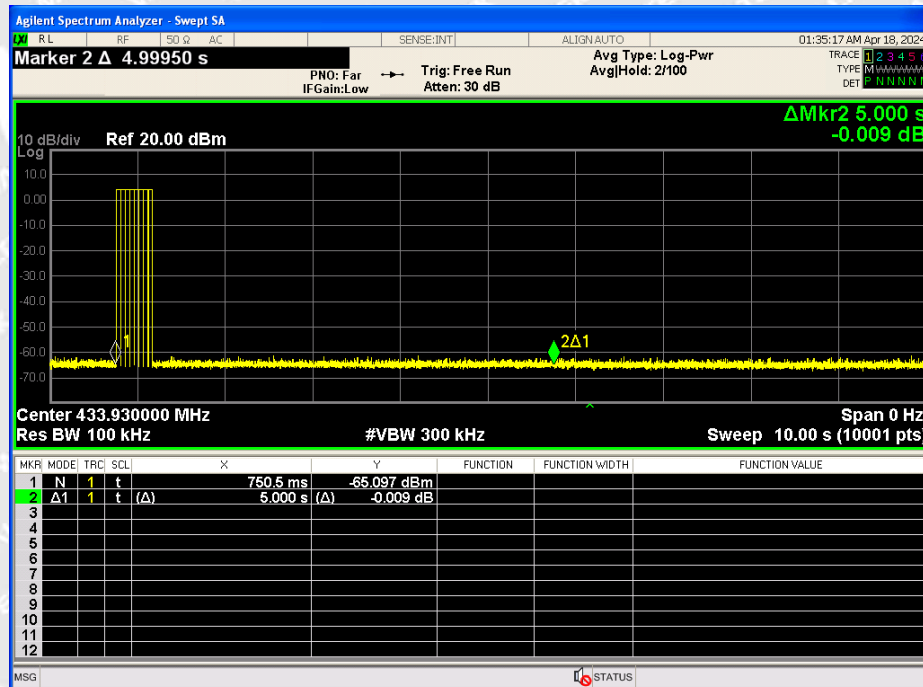 Agilent Spectrum Analyzer - Swept SA
LXI RL RF 50 Ω AC SENSE:INT ALIGN AUTO 01:35:17 AM Apr 18, 2024
Marker 2 Δ 4.99950 s
PNO: Far
IFGain:Low
Trig: Free Run
Atten: 30 dB
Avg Type: Log-Pwr
Avg|Hold: 2/100
TRACE 1 2 3 4 5
TYPE M
DET P N N N N
ΔMkr2 5.000 s
-0.009 dB
10 dB/div Ref 20.00 dBm
Log
10.0
0.00
-10.0
-20.0
-30.0
-40.0
-50.0
-60.0
-70.0
1
2Δ1
Center 433.930000 MHz Span 0 Hz
Res BW 100 kHz #VBW 300 kHz Sweep 10.00 s (10001 pts)
MKR MODE TRC SCL X Y FUNCTION FUNCTION WIDTH FUNCTION VALUE
1 N 1 t 750.5 ms -65.097 dBm
2 Δ1 1 t (Δ) 5.000 s (Δ) -0.009 dB
3
4
5
6
7
8
9
10
11
12
MSG STATUS